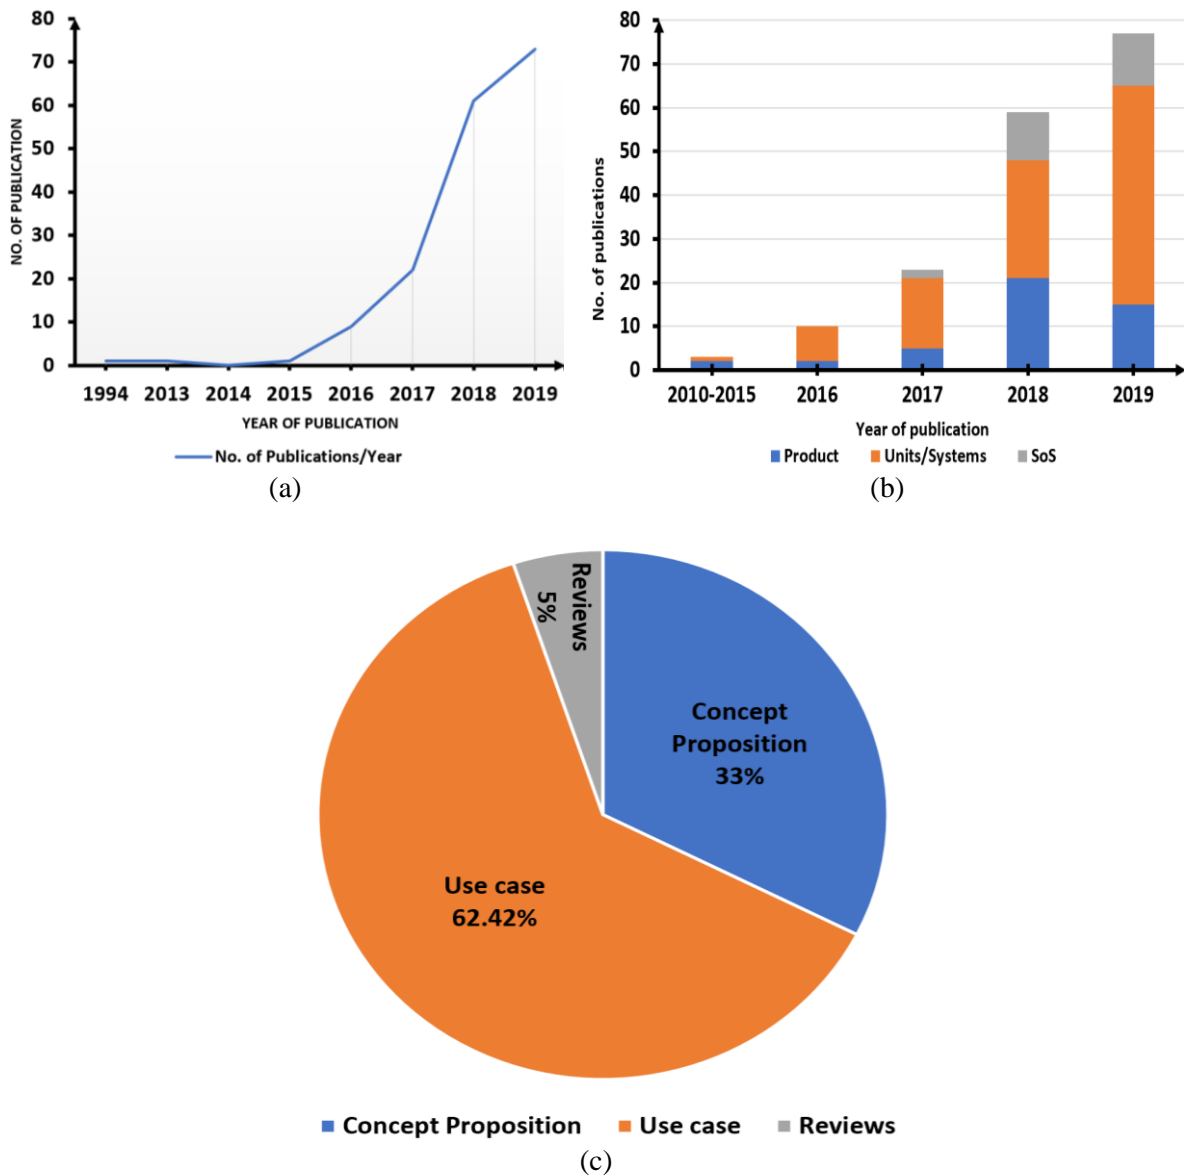 80
70
60
50
40
30
20
10
0
NO. OF PUBLICATION
1994 2013 2014 2015 2016 2017 2018 2019
YEAR OF PUBLICATION
No. of Publications/Year
(a)
80
70
60
50
40
30
20
10
0
No. of publications
2010-2015 2016 2017 2018 2019
Year of publication
Product Units/Systems SoS
(b)
Reviews
5%
Concept
Proposition
33%
Use case
62.42%
Concept Proposition Use case Reviews
(c)